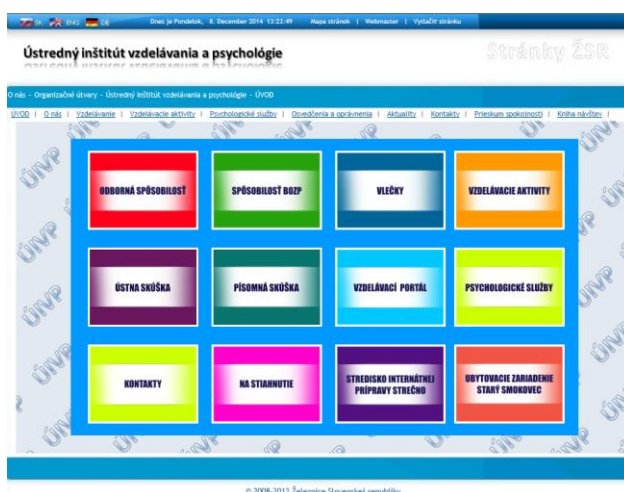 SK ENG DE Dnes je Pondelok, 8. December 2014 13:23:49 Mapa stránok | Webmaster | Vytlačiť stránku
Ústredný inštitút vzdelávania a psychológie
Stránky ŽSR
O nás - Organizačné útvary - Ústredný inštitút vzdelávania a psychológie - ÚVOD
ÚVOD | O nás | Vzdelávanie | Vzdelávacie aktivity | Psychologické služby | Osvedčenia a oprávnenia | Aktuality | Kontakty | Prieskum spokojnosti | Kniha návštev |
ODBORNÁ SPÔSOBILOSŤ
SPÔSOBILOSŤ BOZP
VLEČKY
VZDELÁVACIE AKTIVITY
ÚSTNA SKÚŠKA
PÍSOMNÁ SKÚŠKA
VZDELÁVACÍ PORTÁL
PSYCHOLOGICKÉ SLUŽBY
KONTAKTY
NA STIAHNUTIE
STREDISKO INTERNÁTNEJ
PRÍPRAVY STREČNO
UBYTOVACIE ZARIADENIE
STARÝ SMOKOVEC
ÚIVP
© 2008-2012 Železnice Slovenskej republiky